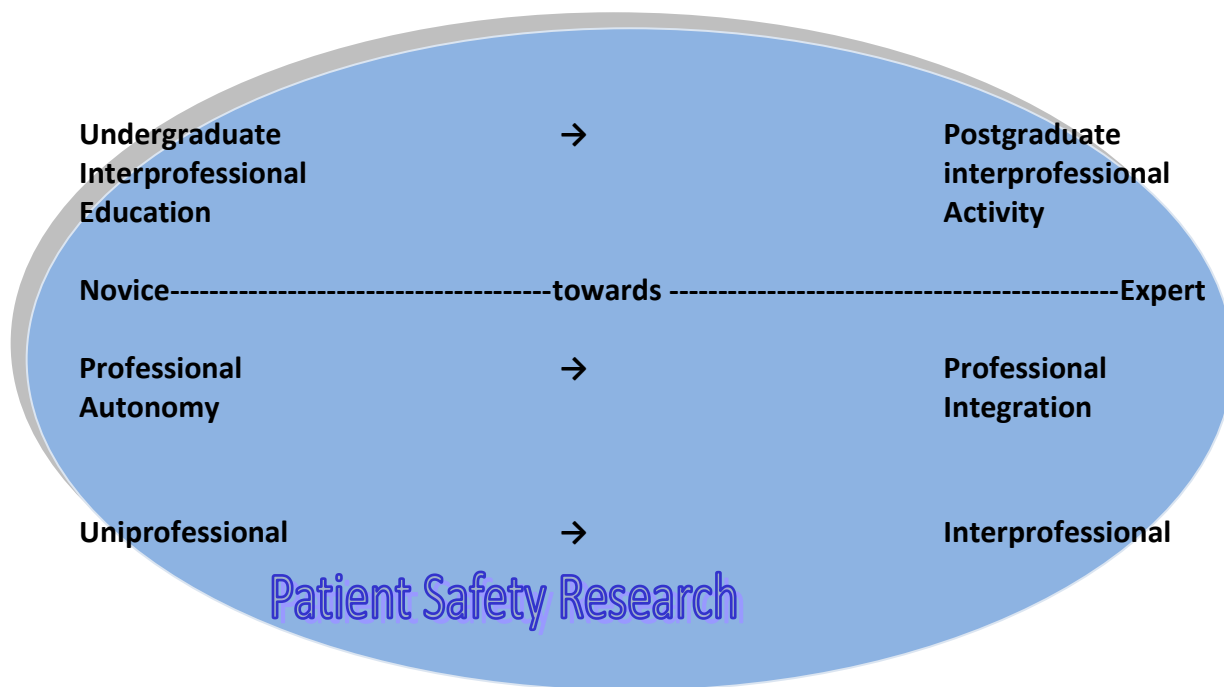 Undergraduate → Postgraduate
Interprofessional interprofessional
Education Activity
Novice---------------------------------------towards ----------------------------------------------Expert
Professional → Professional
Autonomy Integration
Uniprofessional → Interprofessional
Patient Safety Research